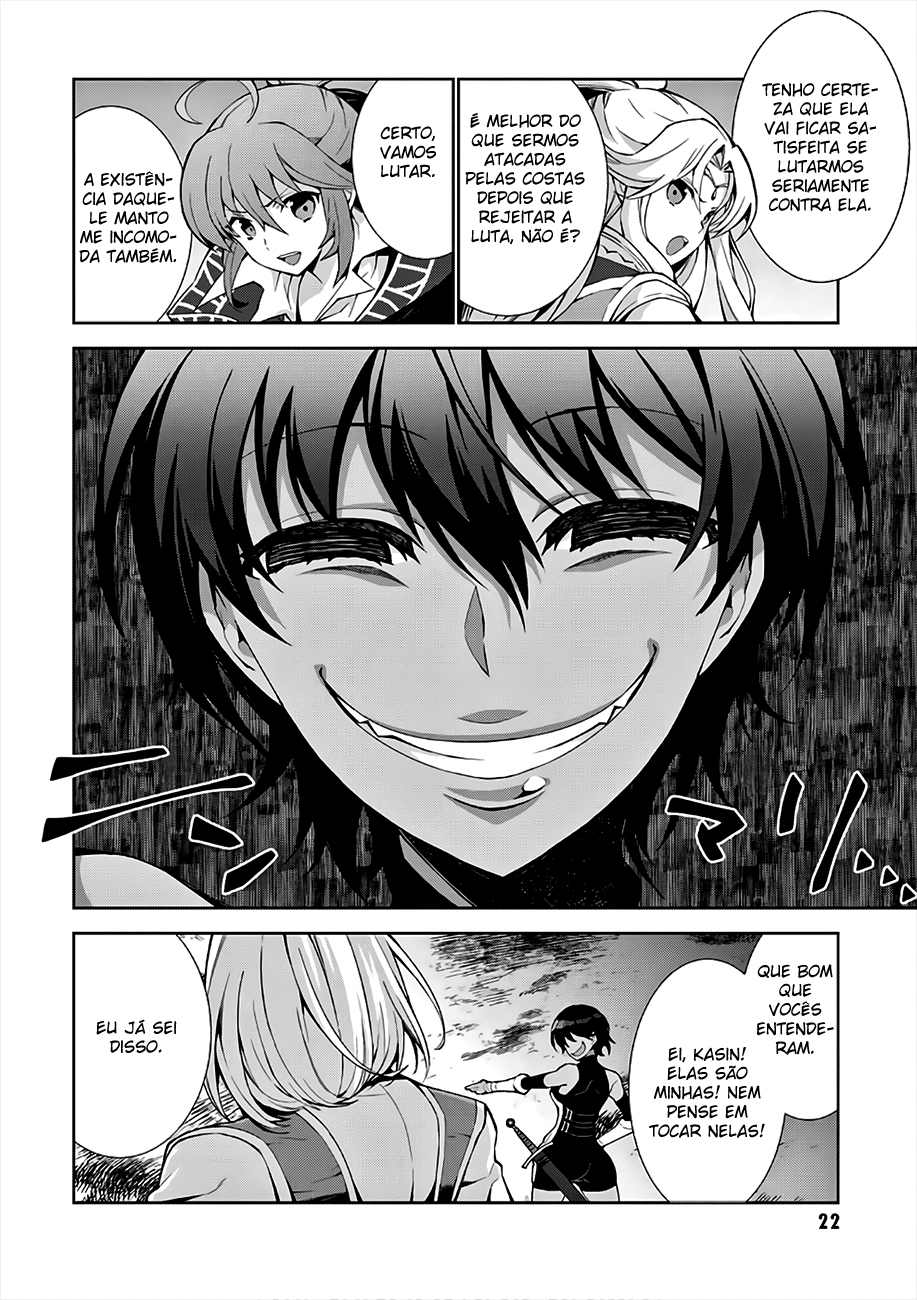 TENHO CERTE-
ZA QUE ELA
VAI FICAR SA-
TISFEITA SE
LUTARMOS
SERIAMENTE
CONTRA ELA.
É MELHOR DO
QUE SERMOS
ATACADAS
PELAS COSTAS
DEPOIS QUE
REJEITAR A
LUTA, NÃO É?
CERTO,
VAMOS
LUTAR.
A EXISTÊN-
CIA DAQUE-
LE MANTO
ME INCOMO-
DA TAMBÉM.
ニンマリ
QUE BOM
QUE
VOCÊS
ENTENDE-
RAM.
EI, KASIN!
ELAS SÃO
MINHAS! NEM
PENSE EM
TOCAR NELAS!
EU JÁ SEI
DISSO.
22